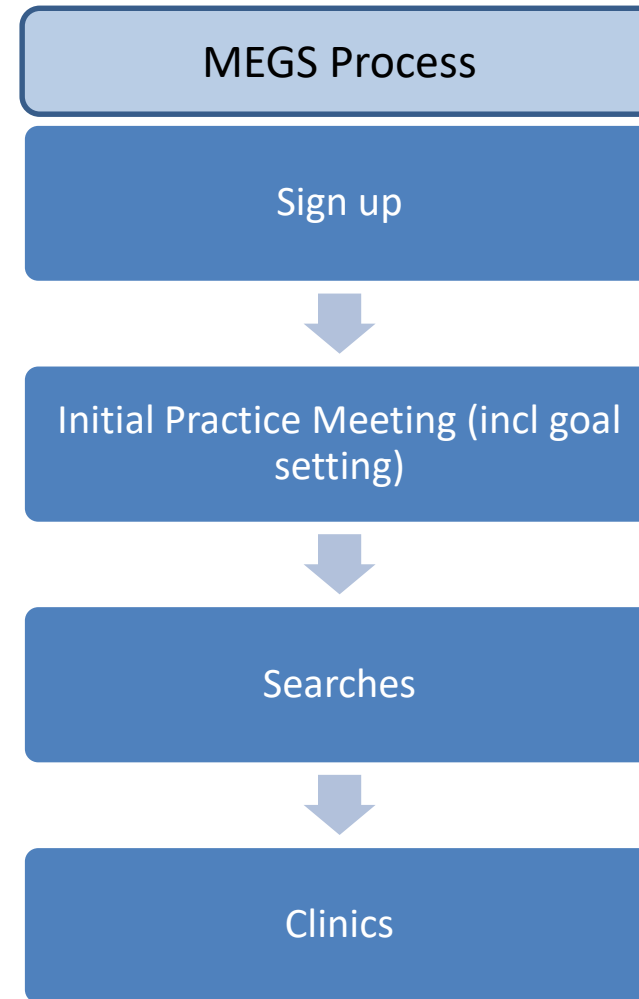 MEGS Process
Sign up
Initial Practice Meeting (incl goal
setting)
Searches
Clinics